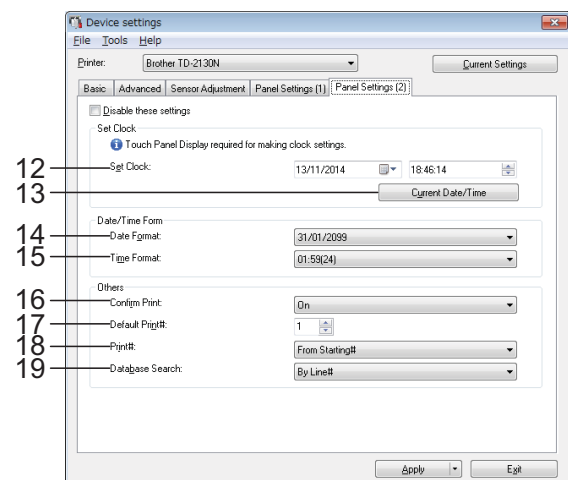 Device settings
File Tools Help
Printer: Brother TD-2130N Current Settings
Basic Advanced Sensor Adjustment Panel Settings (1) Panel Settings (2)
Disable these settings
Set Clock
Touch Panel Display required for making clock settings.
12 Set Clock: 13/11/2014 18:46:14
13 Current Date/Time
Date/Time Form
14 Date Format: 31/01/2099
15 Time Format: 01:59(24)
Others
16 Confirm Print: On
17 Default Print#: 1
18 Print#: From Starting#
19 Database Search: By Line#
Apply Exit